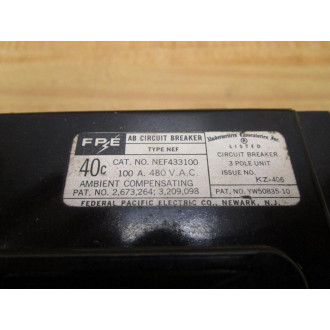 FPE
AB CIRCUIT BREAKER
TYPE NEF
40c
CAT. NO. NEF433100
100 A. 480 V.A.C.
AMBIENT COMPENSATING
PAT. NO. 2,673,264; 3,209,098
Underwriters Laboratories Inc.
LISTED
CIRCUIT BREAKER
3 POLE UNIT
ISSUE NO.
KZ-406
PAT. NO. YW50835-10
FEDERAL PACIFIC ELECTRIC CO., NEWARK, N.J.